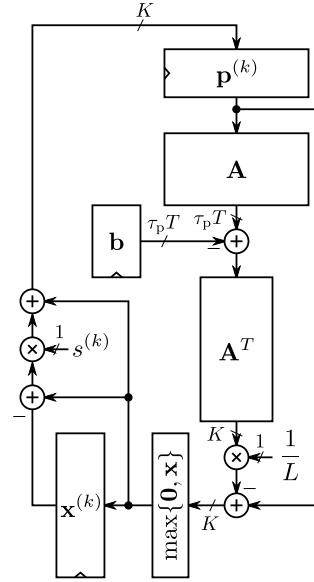 K
𝐩^(k)
𝐀
τ_p T
τ_p T
𝐛
+
−
+
1
× s^(k)
𝐀^T
+
−
K
1
× 1/L
𝐱^(k)
max{𝟎, 𝐱}
−
+
K